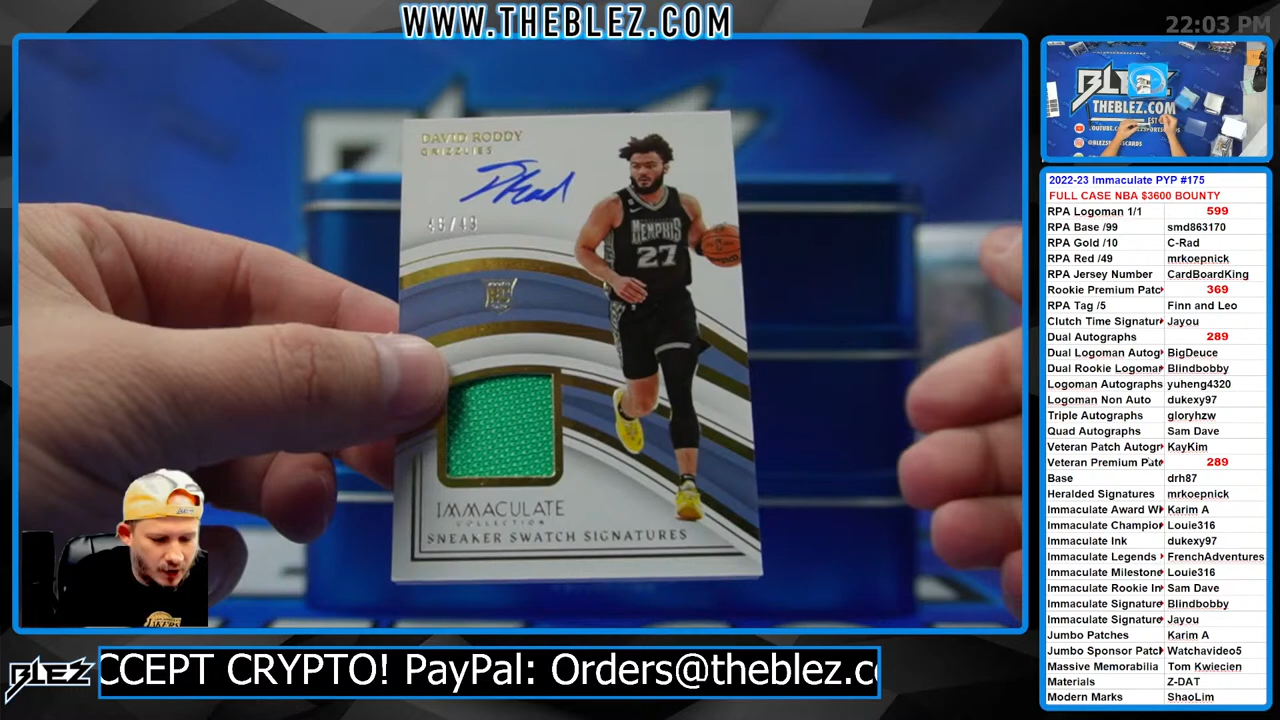 WWW.THEBLEZ.COM
22:03 PM
DAVID RODDY
GRIZZLIES
46/49
MEMPHIS
27
RC
IMMACULATE
COLLECTION
SNEAKER SWATCH SIGNATURES
BLEZ
THEBLEZ.COM
2022-23 Immaculate PYP #175
FULL CASE NBA $3600 BOUNTY
RPA Logoman 1/1 599
RPA Base /99 smd863170
RPA Gold /10 C-Rad
RPA Red /49 mrkoepnick
RPA Jersey Number CardBoardKing
Rookie Premium Patc 369
RPA Tag /5 Finn and Leo
Clutch Time Signatur Jayou
Dual Autographs 289
Dual Logoman Autog BigDeuce
Dual Rookie Logoma Blindbobby
Logoman Autographs yuheng4320
Logoman Non Auto dukexy97
Triple Autographs gloryhzw
Quad Autographs Sam Dave
Veteran Patch Autogr KayKim
Veteran Premium Patc 289
Base drh87
Heralded Signatures mrkoepnick
Immaculate Award Wi Karim A
Immaculate Champio Louie316
Immaculate Ink dukexy97
Immaculate Legends FrenchAdventures
Immaculate Milestone Louie316
Immaculate Rookie In Sam Dave
Immaculate Signature Blindbobby
Immaculate Signature Jayou
Jumbo Patches Karim A
Jumbo Sponsor Patch Watchavideo5
Massive Memorabilia Tom Kwiecien
Materials Z-DAT
Modern Marks ShaoLim
BLEZ
CCEPT CRYPTO! PayPal: Orders@theblez.co